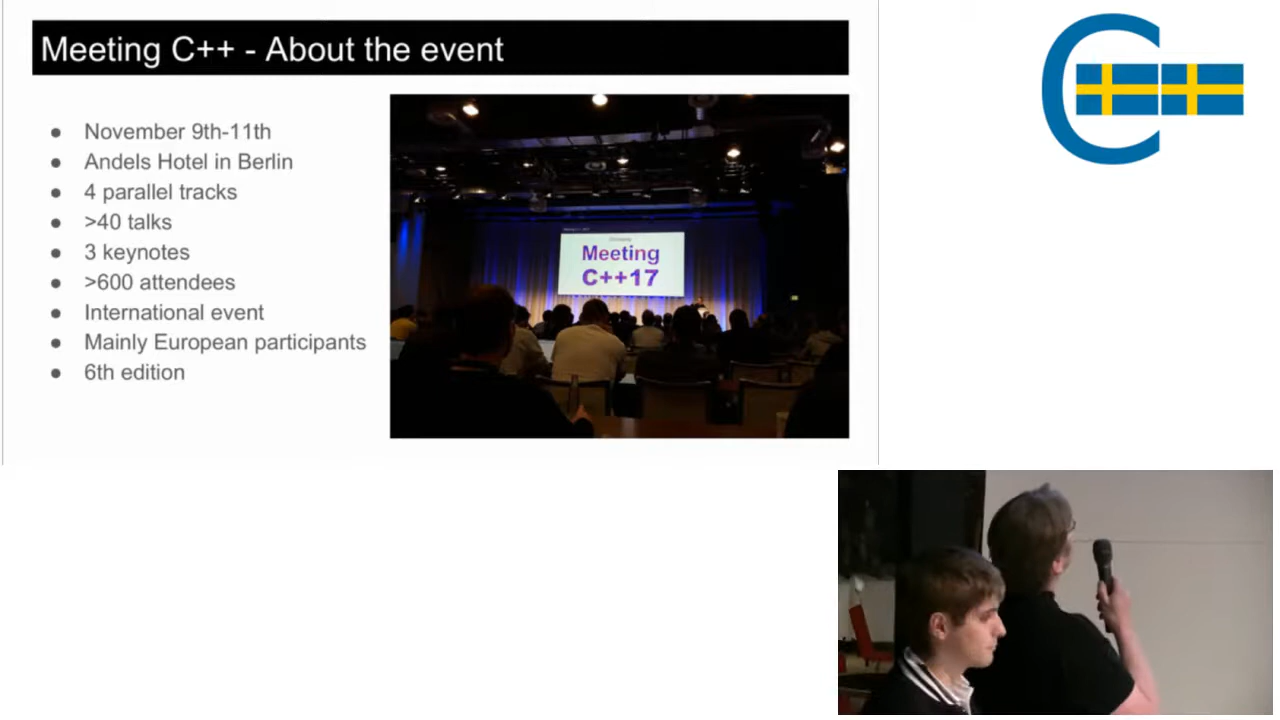 Meeting C++ - About the event
November 9th-11th
Andels Hotel in Berlin
4 parallel tracks
>40 talks
3 keynotes
>600 attendees
International event
Mainly European participants
6th edition
Meeting
C++17
C++